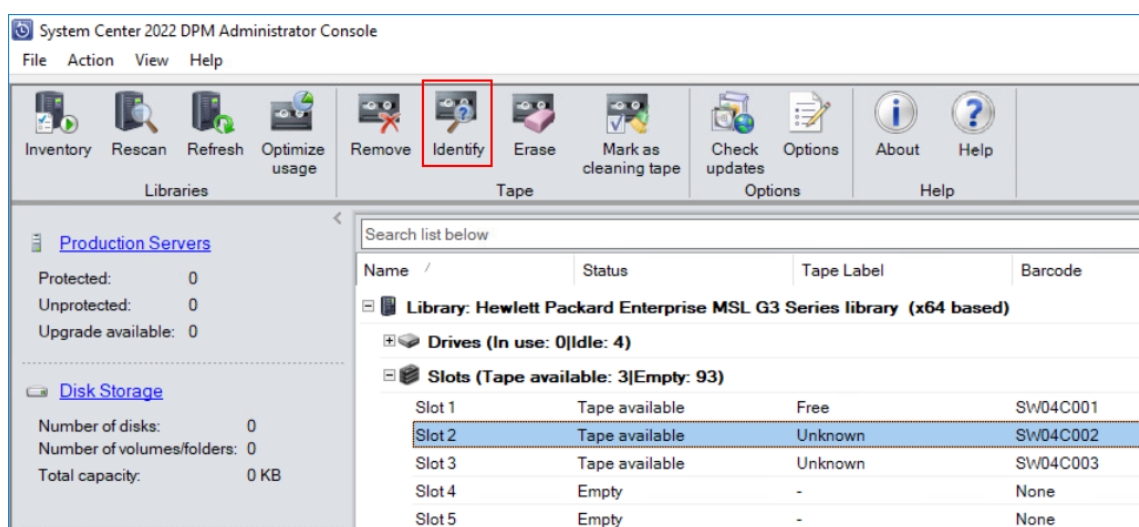 System Center 2022 DPM Administrator Console
File Action View Help
Inventory Rescan Refresh Optimize usage Remove Identify Erase Mark as cleaning tape Check updates Options About Help
Libraries Tape Options Help
Production Servers
Protected: 0
Unprotected: 0
Upgrade available: 0
Disk Storage
Number of disks: 0
Number of volumes/folders: 0
Total capacity: 0 KB
Search list below
Name Status Tape Label Barcode
Library: Hewlett Packard Enterprise MSL G3 Series library (x64 based)
Drives (In use: 0|Idle: 4)
Slots (Tape available: 3|Empty: 93)
Slot 1 Tape available Free SW04C001
Slot 2 Tape available Unknown SW04C002
Slot 3 Tape available Unknown SW04C003
Slot 4 Empty - None
Slot 5 Empty - None